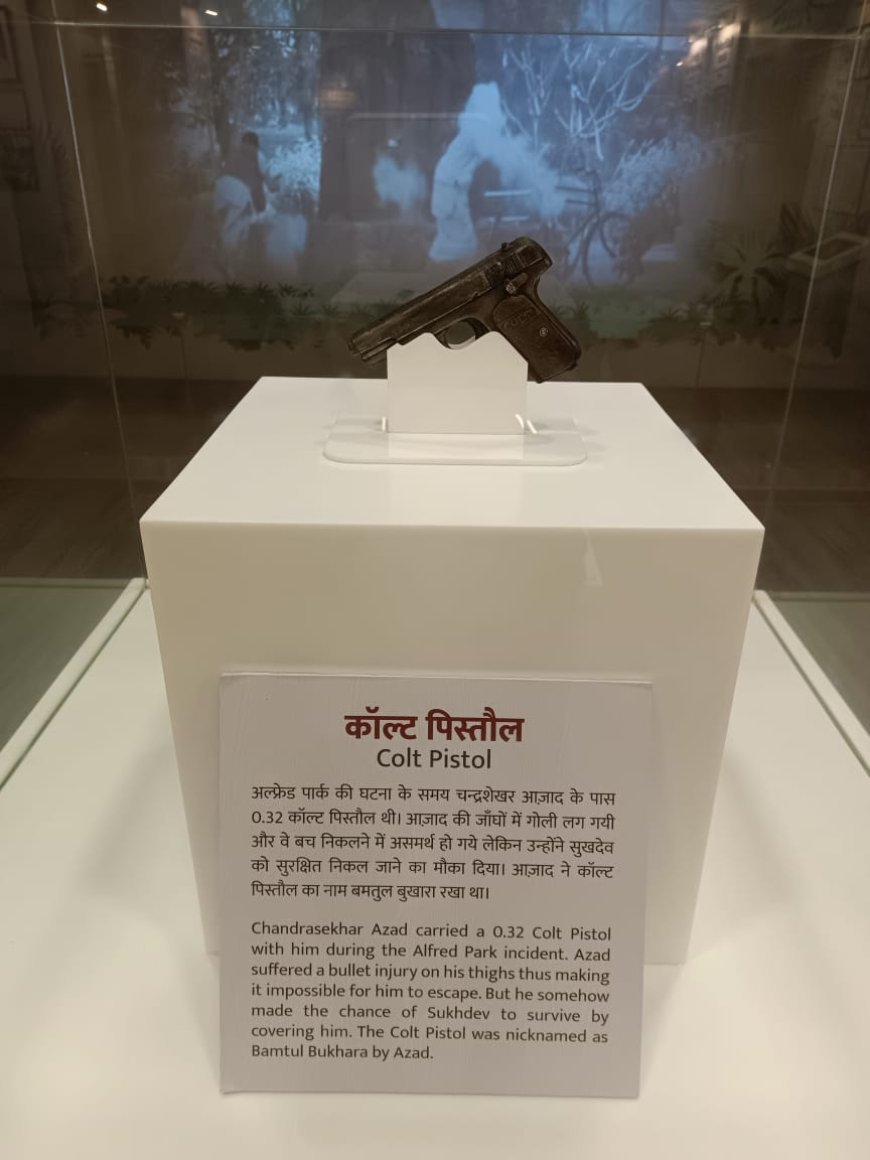 कॉल्ट पिस्तौल
Colt Pistol
अल्फ्रेड पार्क की घटना के समय चन्द्रशेखर आज़ाद के पास
0.32 कॉल्ट पिस्तौल थी। आज़ाद की जाँघों में गोली लग गयी
और वे बच निकलने में असमर्थ हो गये लेकिन उन्होंने सुखदेव
को सुरक्षित निकल जाने का मौका दिया। आज़ाद ने कॉल्ट
पिस्तौल का नाम बमतुल बुखारा रखा था।
Chandrasekhar Azad carried a 0.32 Colt Pistol
with him during the Alfred Park incident. Azad
suffered a bullet injury on his thighs thus making
it impossible for him to escape. But he somehow
made the chance of Sukhdev to survive by
covering him. The Colt Pistol was nicknamed as
Bamtul Bukhara by Azad.